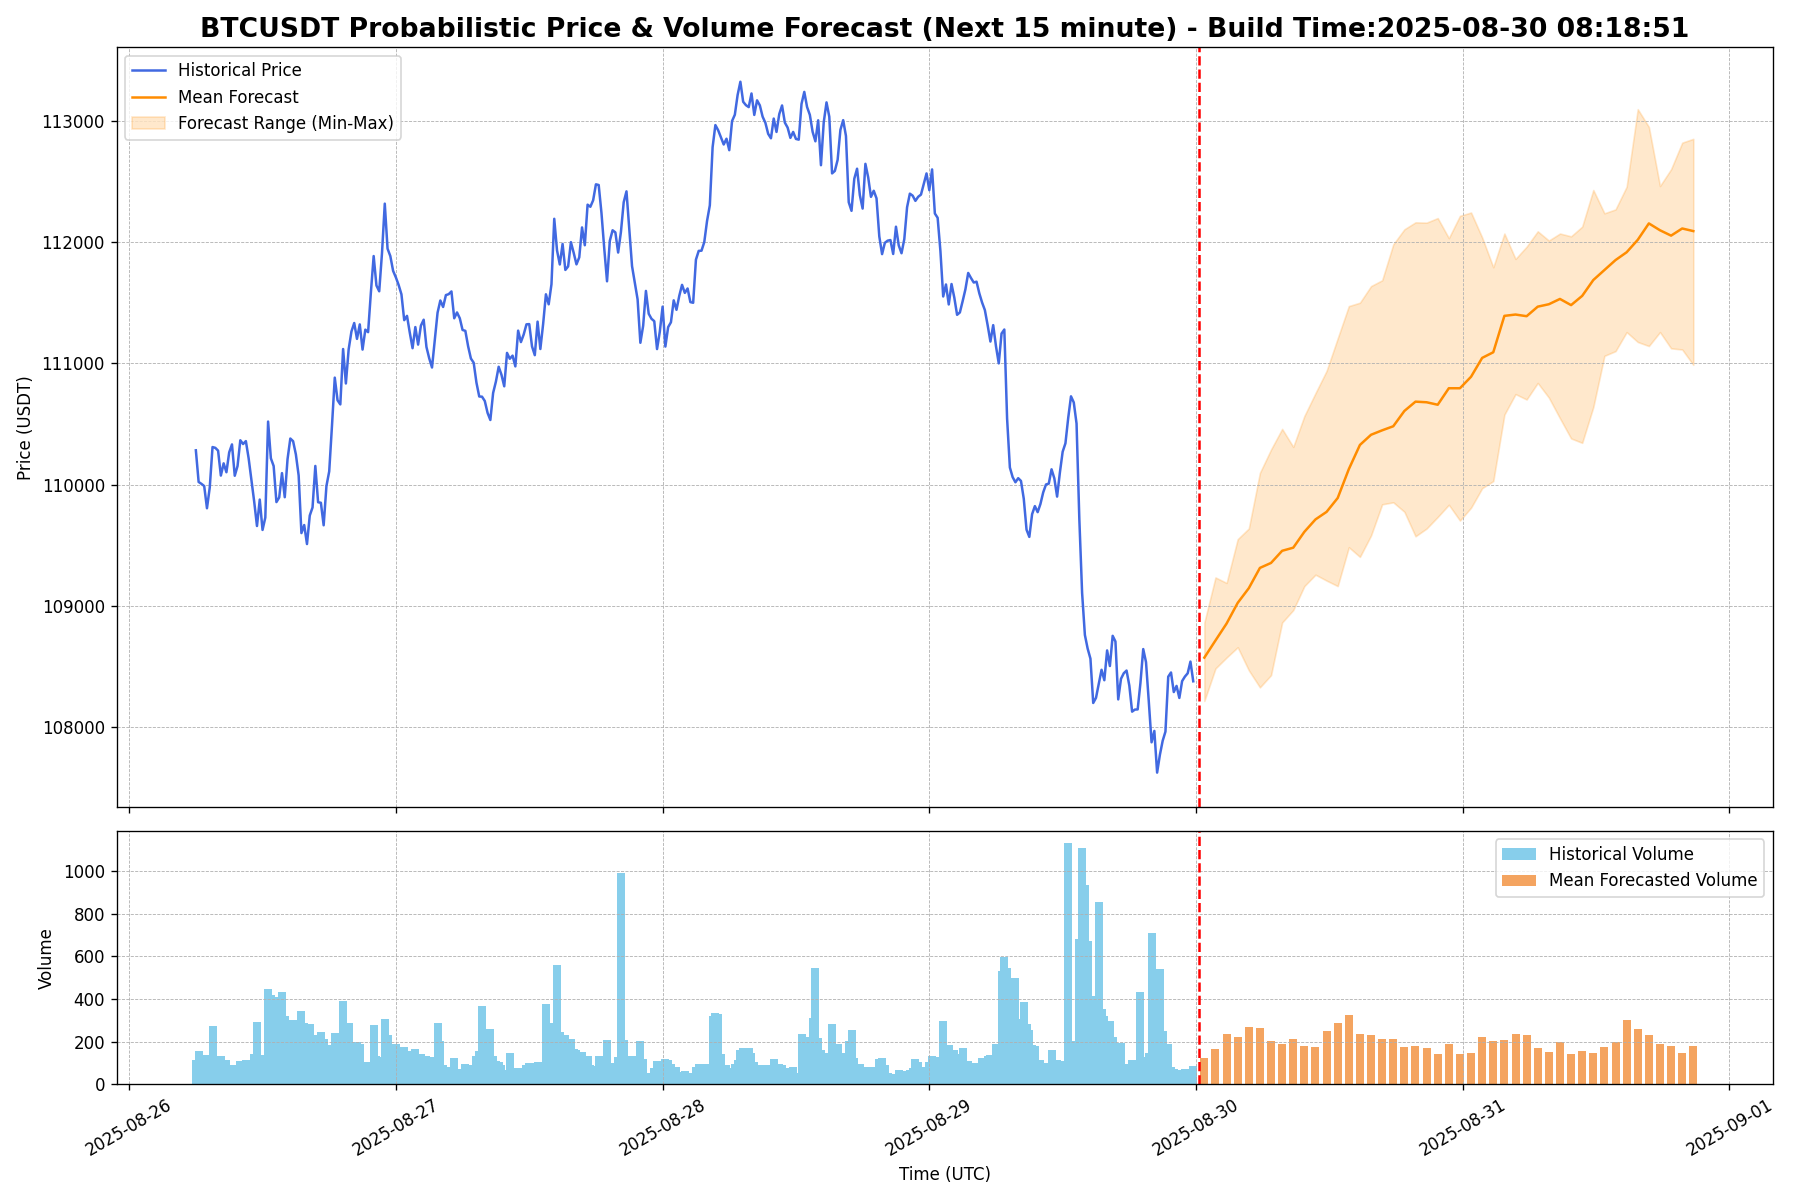 BTCUSDT Probabilistic Price & Volume Forecast (Next 15 minute) - Build Time:2025-08-30 08:18:51
Historical Price
Mean Forecast
Forecast Range (Min-Max)
Price (USDT)
113000
112000
111000
110000
109000
108000
Historical Volume
Mean Forecasted Volume
Volume
1000
800
600
400
200
0
2025-08-26
2025-08-27
2025-08-28
2025-08-29
2025-08-30
2025-08-31
2025-09-01
Time (UTC)